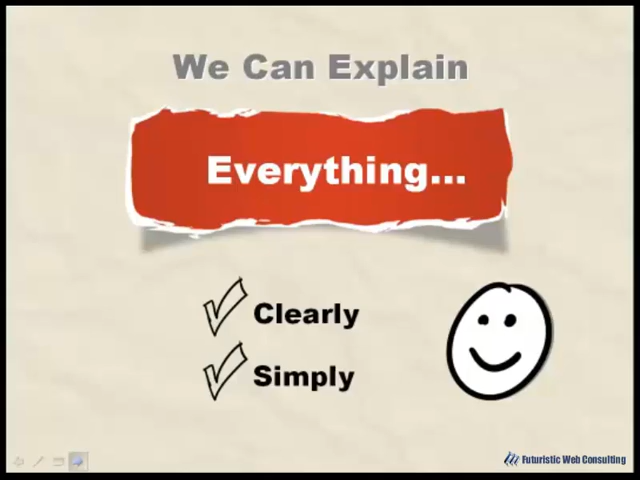 We Can Explain
Everything...
Clearly
Simply
Futuristic Web Consulting